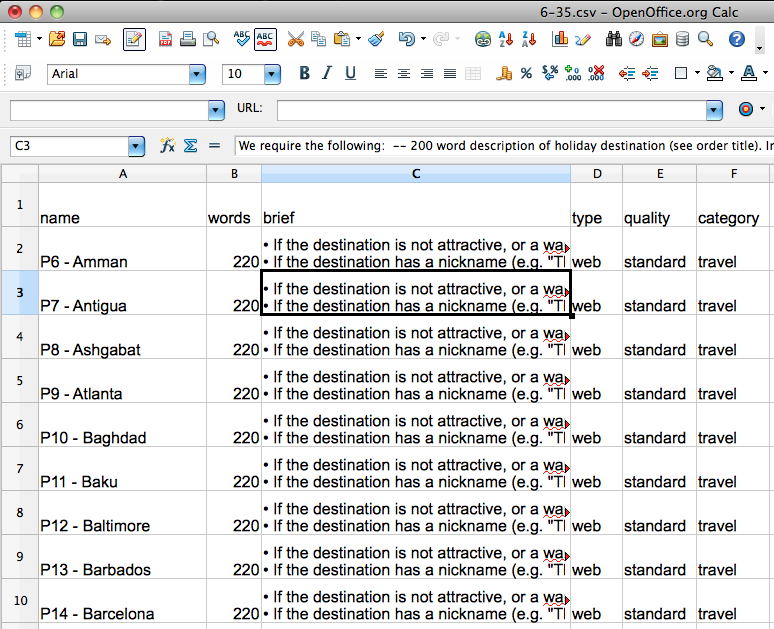 6-35.csv - OpenOffice.org Calc
ABC ABC
Arial 10 B I U
URL:
C3 = We require the following: -- 200 word description of holiday destination (see order title). I
A B C D E F
1 name words brief type quality category
• If the destination is not attractive, or a wa
2 P6 - Amman 220 • If the destination has a nickname (e.g. "T web standard travel
• If the destination is not attractive, or a wa
3 P7 - Antigua 220 • If the destination has a nickname (e.g. "T web standard travel
• If the destination is not attractive, or a wa
4 P8 - Ashgabat 220 • If the destination has a nickname (e.g. "T web standard travel
• If the destination is not attractive, or a wa
5 P9 - Atlanta 220 • If the destination has a nickname (e.g. "T web standard travel
• If the destination is not attractive, or a wa
6 P10 - Baghdad 220 • If the destination has a nickname (e.g. "T web standard travel
• If the destination is not attractive, or a wa
7 P11 - Baku 220 • If the destination has a nickname (e.g. "T web standard travel
• If the destination is not attractive, or a wa
8 P12 - Baltimore 220 • If the destination has a nickname (e.g. "T web standard travel
• If the destination is not attractive, or a wa
9 P13 - Barbados 220 • If the destination has a nickname (e.g. "T web standard travel
• If the destination is not attractive, or a wa
10 P14 - Barcelona 220 • If the destination has a nickname (e.g. "T web standard travel